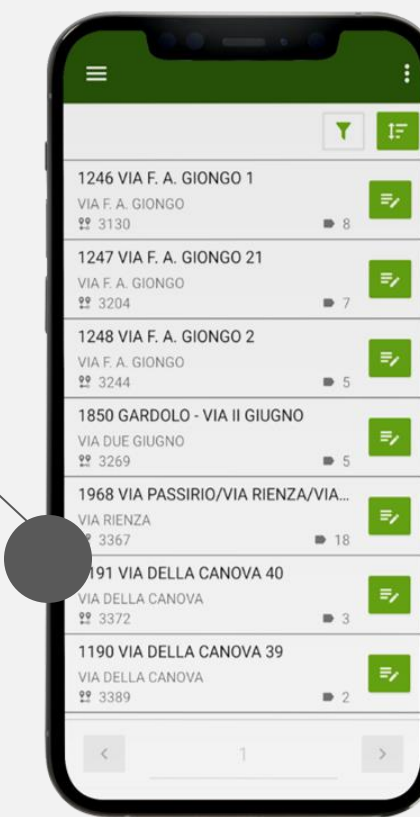 1246 VIA F. A. GIONGO 1
VIA F. A. GIONGO
3130 8
1247 VIA F. A. GIONGO 21
VIA F. A. GIONGO
3204 7
1248 VIA F. A. GIONGO 2
VIA F. A. GIONGO
3244 5
1850 GARDOLO - VIA II GIUGNO
VIA DUE GIUGNO
3269 5
1968 VIA PASSIRIO/VIA RIENZA/VIA...
VIA RIENZA
3367 18
VIA DELLA CANOVA 40
VIA DELLA CANOVA
3372 3
1190 VIA DELLA CANOVA 39
VIA DELLA CANOVA
3389 2
1